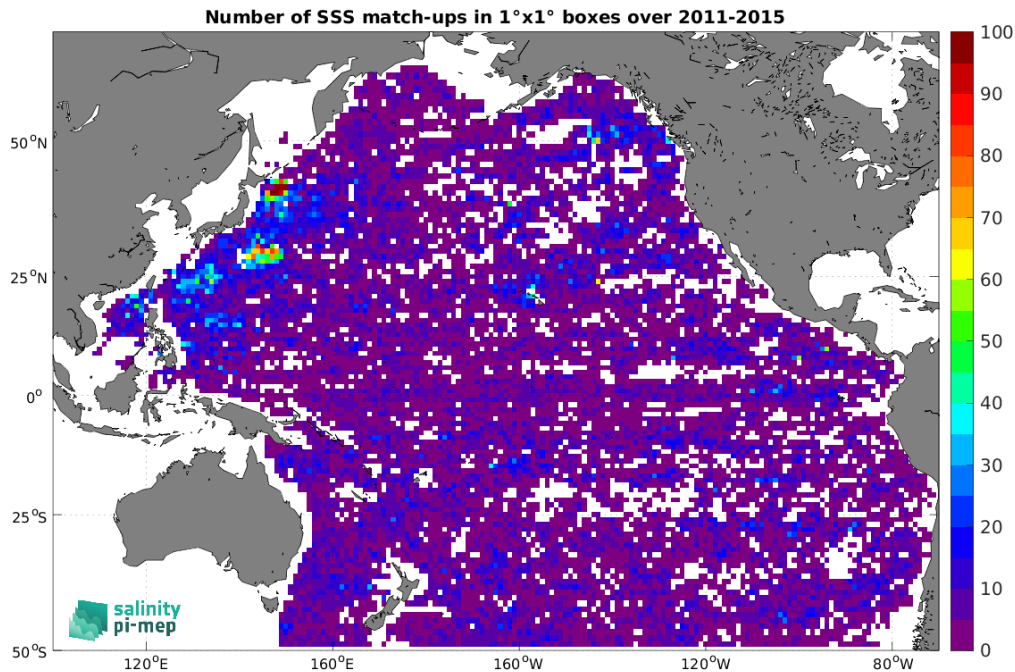 Number of SSS match-ups in 1°x1° boxes over 2011-2015
100
90
80
70
60
50
40
30
20
10
0
50°N
25°N
0°
25°S
50°S
120°E
160°E
160°W
120°W
80°W
salinity
pi-mep